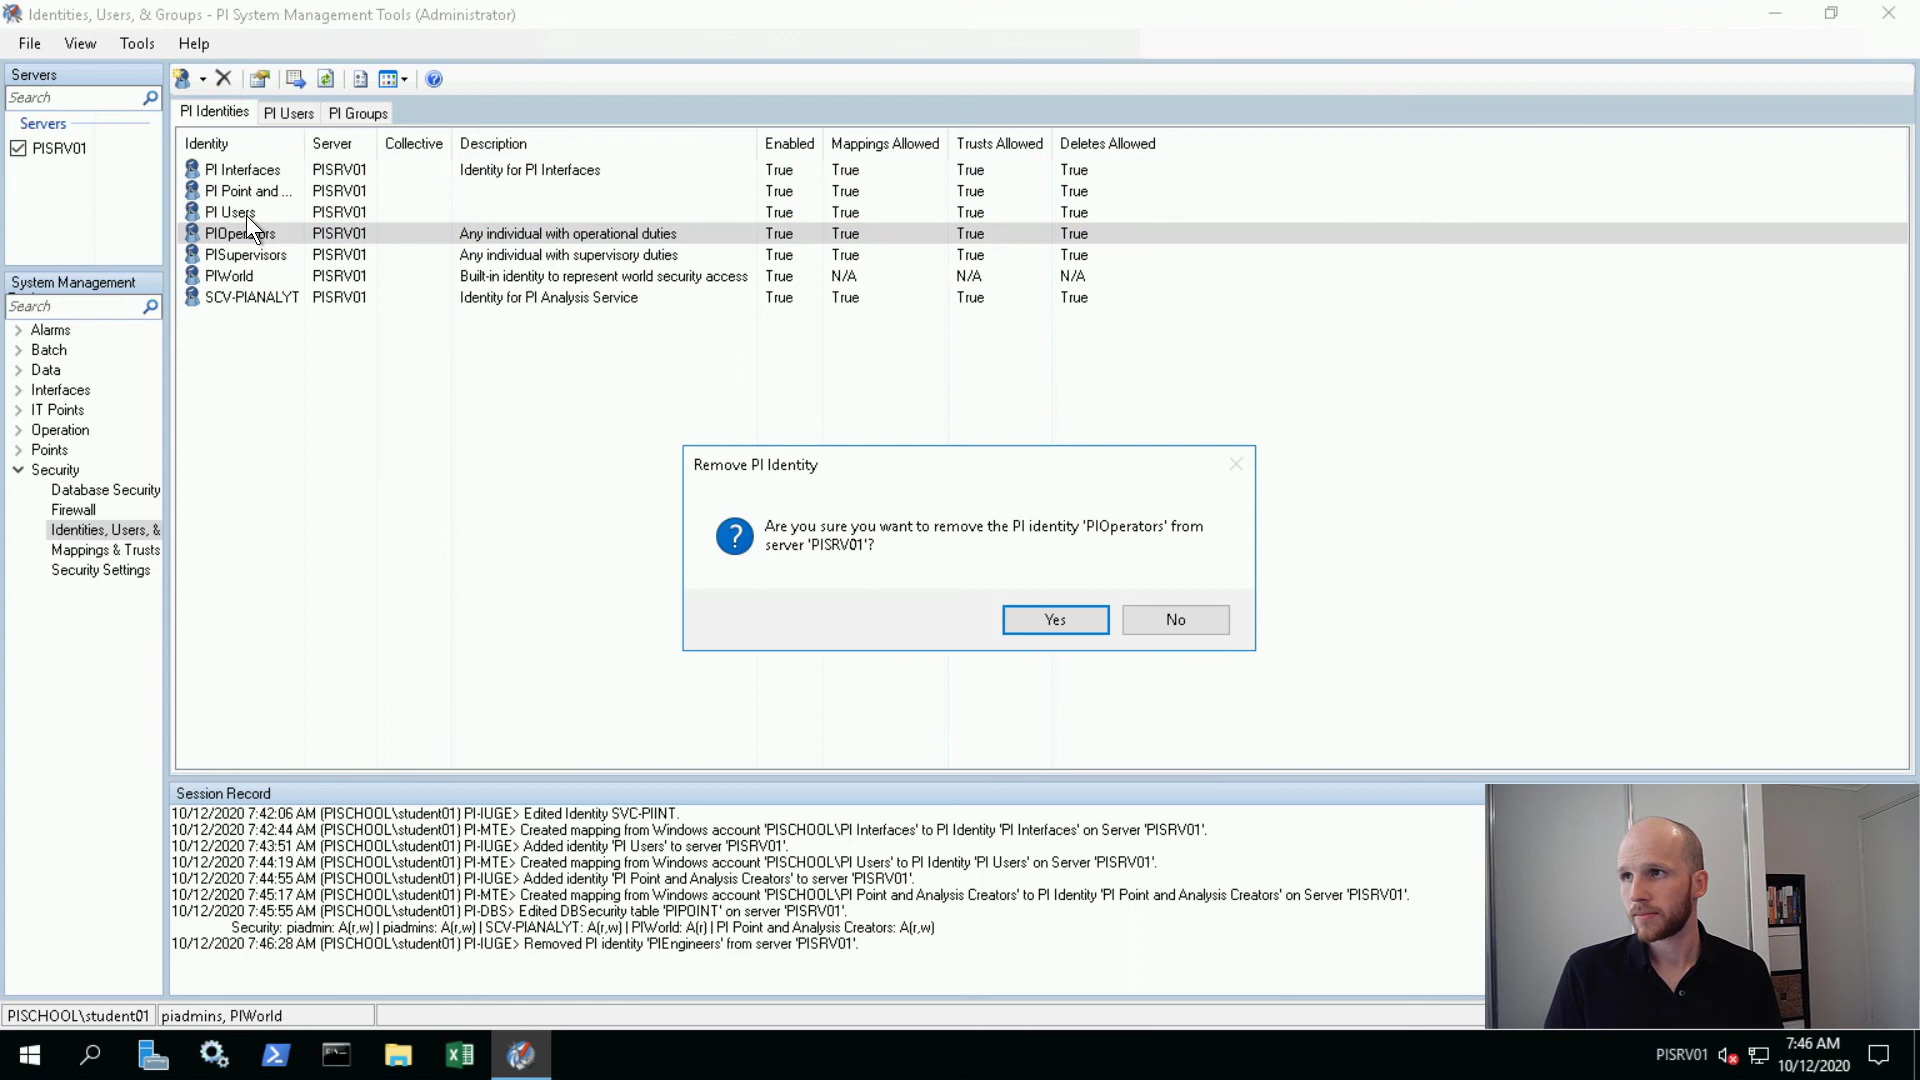 Identities, Users, & Groups - PI System Management Tools (Administrator)
File View Tools Help
Servers
Search
Servers
PISRV01
System Management
Search
Alarms
Batch
Data
Interfaces
IT Points
Operation
Points
Security
Database Security
Firewall
Identities, Users, &
Mappings & Trusts
Security Settings
PI Identities PI Users PI Groups
Identity Server Collective Description Enabled Mappings Allowed Trusts Allowed Deletes Allowed
PI Interfaces PISRV01 Identity for PI Interfaces True True True True
PI Point and ... PISRV01 True True True True
PI Users PISRV01 True True True True
PIOperators PISRV01 Any individual with operational duties True True True True
PISupervisors PISRV01 Any individual with supervisory duties True True True True
PIWorld PISRV01 Built-in identity to represent world security access True N/A N/A N/A
SCV-PIANALYT PISRV01 Identity for PI Analysis Service True True True True
Remove PI Identity
Are you sure you want to remove the PI identity 'PIOperators' from
server 'PISRV01'?
Yes No
Session Record
10/12/2020 7:42:06 AM (PISCHOOL\student01) PI-IUGE> Edited Identity SVC-PIINT.
10/12/2020 7:42:44 AM (PISCHOOL\student01) PI-MTE> Created mapping from Windows account 'PISCHOOL\PI Interfaces' to PI Identity 'PI Interfaces' on Server 'PISRV01'.
10/12/2020 7:43:51 AM (PISCHOOL\student01) PI-IUGE> Added identity 'PI Users' to server 'PISRV01'.
10/12/2020 7:44:19 AM (PISCHOOL\student01) PI-MTE> Created mapping from Windows account 'PISCHOOL\PI Users' to PI Identity 'PI Users' on Server 'PISRV01'.
10/12/2020 7:44:55 AM (PISCHOOL\student01) PI-IUGE> Added identity 'PI Point and Analysis Creators' to server 'PISRV01'.
10/12/2020 7:45:17 AM (PISCHOOL\student01) PI-MTE> Created mapping from Windows account 'PISCHOOL\PI Point and Analysis Creators' to PI Identity 'PI Point and Analysis Creators' on Server 'PISRV01'.
10/12/2020 7:45:55 AM (PISCHOOL\student01) PI-DBS> Edited DBSecurity table 'PIPOINT' on server 'PISRV01'.
Security: piadmin: A(r,w) | piadmins: A(r,w) | SCV-PIANALYT: A(r,w) | PIWorld: A(r) | PI Point and Analysis Creators: A(r,w)
10/12/2020 7:46:28 AM (PISCHOOL\student01) PI-IUGE> Removed PI identity 'PIEngineers' from server 'PISRV01'.
PISCHOOL\student01 piadmins, PIWorld
PISRV01
7:46 AM
10/12/2020